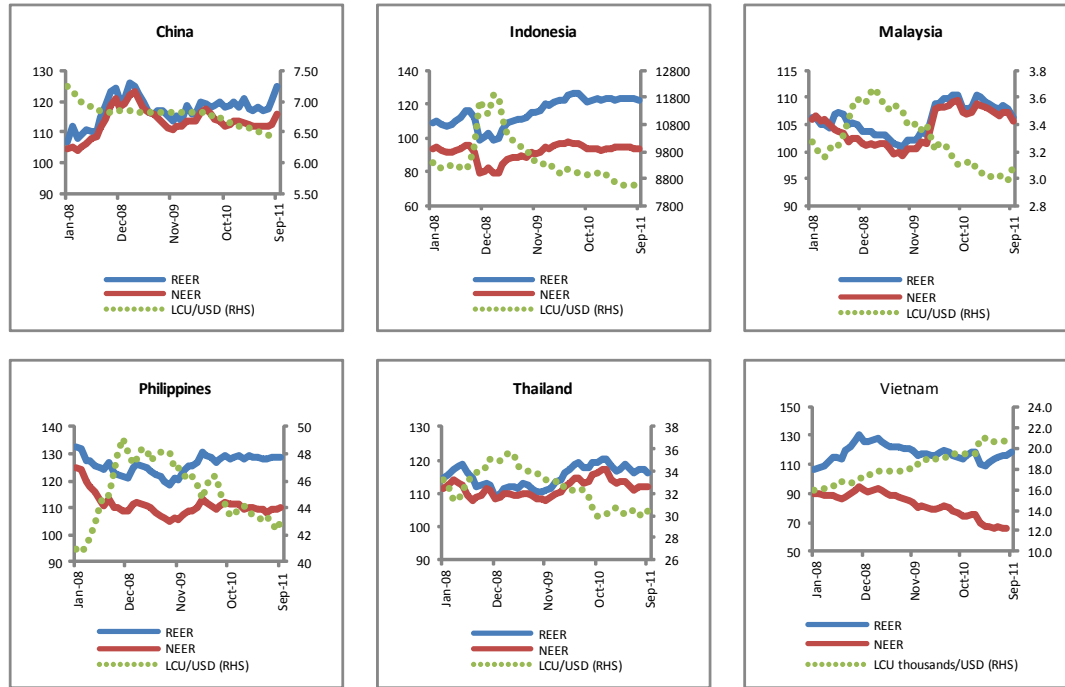 China
130
120
110
100
90
7.50
7.00
6.50
6.00
5.50
Jan-08
Dec-08
Nov-09
Oct-10
Sep-11
REER
NEER
LCU/USD (RHS)
Indonesia
140
120
100
80
60
12800
11800
10800
9800
8800
7800
Jan-08
Dec-08
Nov-09
Oct-10
Sep-11
REER
NEER
LCU/USD (RHS)
Malaysia
115
110
105
100
95
90
3.8
3.6
3.4
3.2
3.0
2.8
Jan-08
Dec-08
Nov-09
Oct-10
Sep-11
REER
NEER
LCU/USD (RHS)
Philippines
140
130
120
110
100
90
50
48
46
44
42
40
Jan-08
Dec-08
Nov-09
Oct-10
Sep-11
REER
NEER
LCU/USD (RHS)
Thailand
130
120
110
100
90
38
36
34
32
30
28
26
Jan-08
Dec-08
Nov-09
Oct-10
Sep-11
REER
NEER
LCU/USD (RHS)
Vietnam
150
130
110
90
70
50
24.0
22.0
20.0
18.0
16.0
14.0
12.0
10.0
Jan-08
Dec-08
Nov-09
Oct-10
Sep-11
REER
NEER
LCU thousands/USD (RHS)